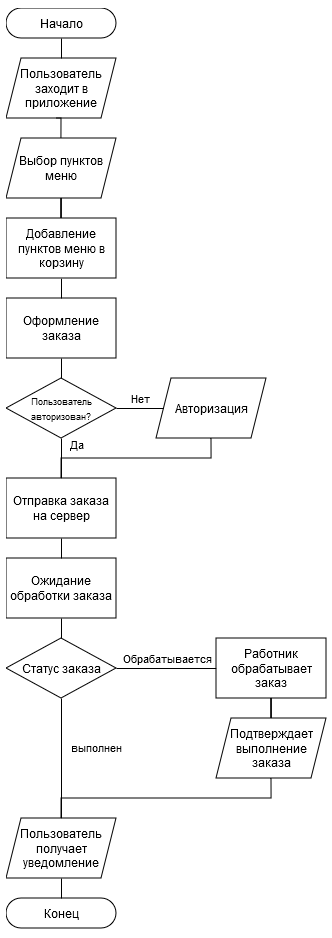 Начало
Пользователь
заходит в
приложение
Выбор пунктов
меню
Добавление
пунктов меню в
корзину
Оформление
заказа
Пользователь
авторизован?
Нет
Авторизация
Да
Отправка заказа
на сервер
Ожидание
обработки заказа
Статус заказа
Обрабатывается
Работник
обрабатывает
заказ
Подтверждает
выполнение
заказа
выполнен
Пользователь
получает
уведомление
Конец